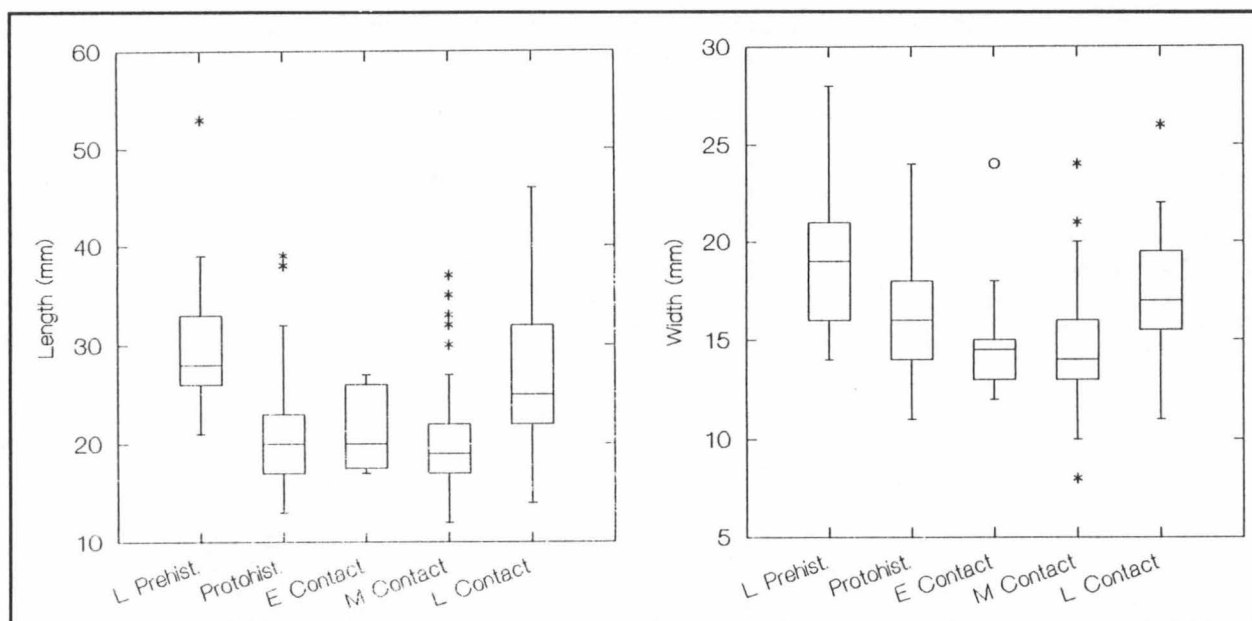 60
50
40
30
20
10
Length (mm)
L Prehist.
Protohist.
E Contact
M Contact
L Contact
30
25
20
15
10
5
Width (mm)
L Prehist.
Protohist.
E Contact
M Contact
L Contact